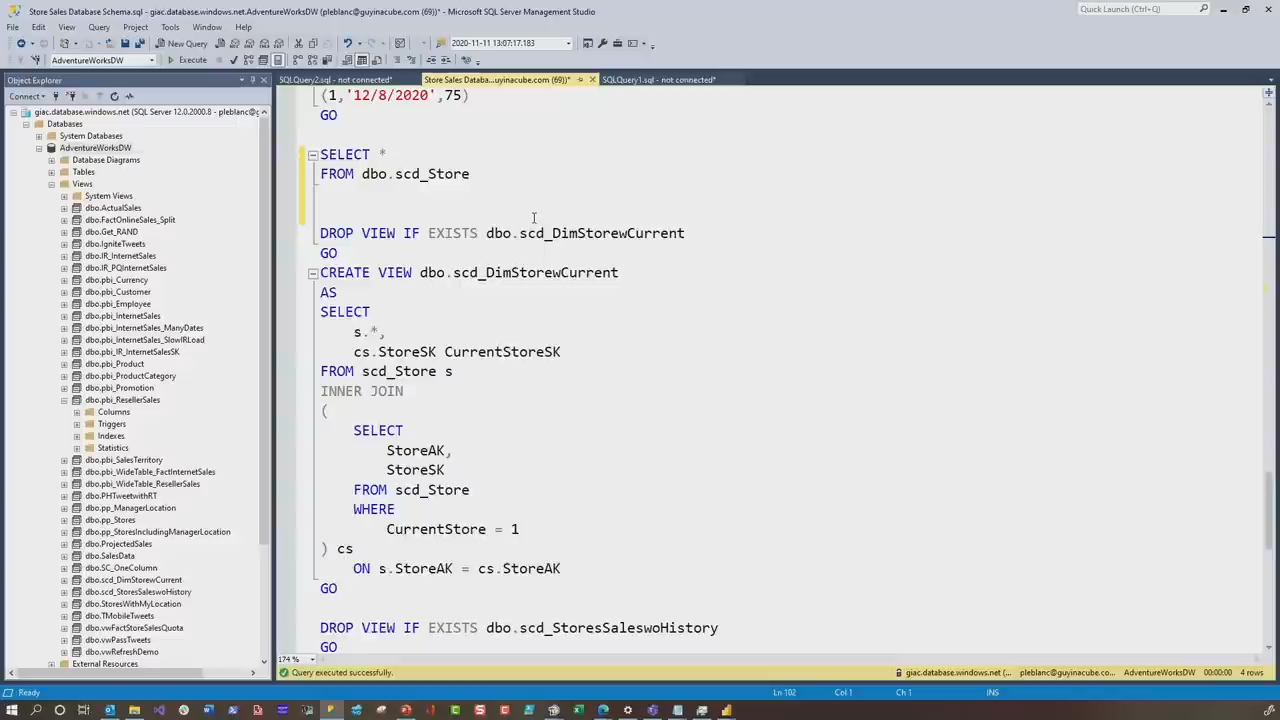 Store Sales Database Schema.sql - giac.database.windows.net.AdventureWorksDW (pleblanc@guyinacube.com (69))* - Microsoft SQL Server Management Studio
Quick Launch (Ctrl+Q)
File Edit View Query Project Tools Window Help
New Query
2020-11-11 13:07:17.183
AdventureWorksDW
Execute
Object Explorer
SQLQuery2.sql - not connected*
Store Sales Databa...uyinacube.com (69))*
SQLQuery1.sql - not connected*
Connect
giac.database.windows.net (SQL Server 12.0.2000.8 - pleblanc@g
Databases
System Databases
AdventureWorksDW
Database Diagrams
Tables
Views
System Views
dbo.ActualSales
dbo.FactOnlineSales_Split
dbo.Get_RAND
dbo.IgniteTweets
dbo.IR_InternetSales
dbo.IR_PQInternetSales
dbo.pbi_Currency
dbo.pbi_Customer
dbo.pbi_Employee
dbo.pbi_InternetSales
dbo.pbi_InternetSales_ManyDates
dbo.pbi_InternetSales_SlowIRLoad
dbo.pbi_IR_InternetSalesSK
dbo.pbi_Product
dbo.pbi_ProductCategory
dbo.pbi_Promotion
dbo.pbi_ResellerSales
Columns
Triggers
Indexes
Statistics
dbo.pbi_SalesTerritory
dbo.pbi_WideTable_FactInternetSales
dbo.pbi_WideTable_ResellerSales
dbo.PHTweetwithRT
dbo.pp_ManagerLocation
dbo.pp_Stores
dbo.pp_StoresIncludingManagerLocation
dbo.ProjectedSales
dbo.SalesData
dbo.SC_OneColumn
dbo.scd_DimStorewCurrent
dbo.scd_StoresSaleswoHistory
dbo.StoresWithMyLocation
dbo.TMobileTweets
dbo.vwFactStoreSalesQuota
dbo.vwPassTweets
dbo.vwRefreshDemo
External Resources
(1,'12/8/2020',75)
GO
SELECT *
FROM dbo.scd_Store
DROP VIEW IF EXISTS dbo.scd_DimStorewCurrent
GO
CREATE VIEW dbo.scd_DimStorewCurrent
AS
SELECT
s.*,
cs.StoreSK CurrentStoreSK
FROM scd_Store s
INNER JOIN
(
SELECT
StoreAK,
StoreSK
FROM scd_Store
WHERE
CurrentStore = 1
) cs
ON s.StoreAK = cs.StoreAK
GO
DROP VIEW IF EXISTS dbo.scd_StoresSaleswoHistory
GO
174 %
Query executed successfully.
giac.database.windows.net (... pleblanc@guyinacube.co... AdventureWorksDW 00:00:00 4 rows
Ready Ln 102 Col 1 Ch 1 INS